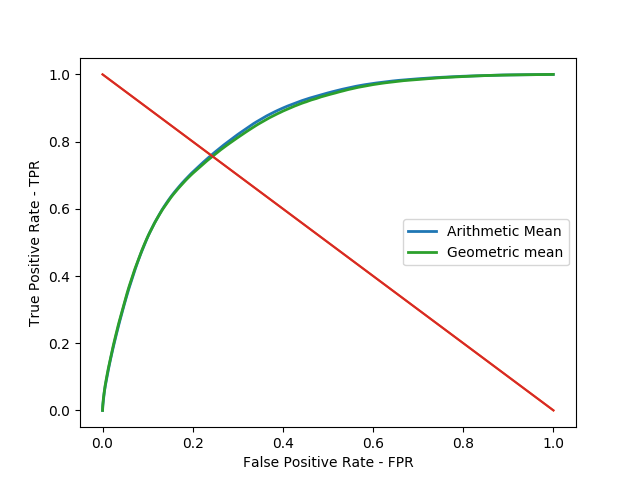 1.0
0.8
0.6
0.4
0.2
0.0
True Positive Rate - TPR
Arithmetic Mean
Geometric mean
0.0 0.2 0.4 0.6 0.8 1.0
False Positive Rate - FPR